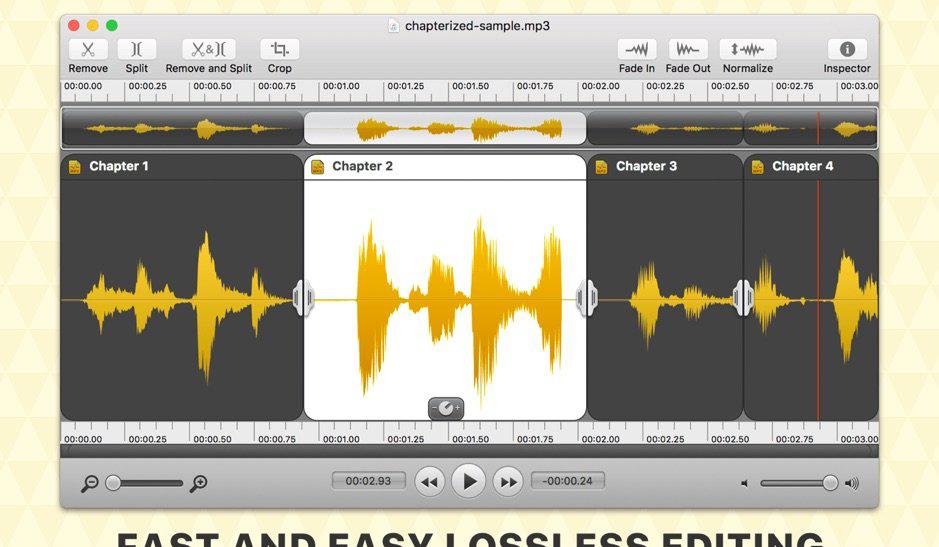 chapterized-sample.mp3
Remove Split Remove and Split Crop Fade In Fade Out Normalize Inspector
00:00.00 00:00.25 00:00.50 00:00.75 00:01.00 00:01.25 00:01.50 00:01.75 00:02.00 00:02.25 00:02.50 00:02.75 00:03.00
Chapter 1 Chapter 2 Chapter 3 Chapter 4
00:00.00 00:00.25 00:00.50 00:00.75 00:01.00 00:01.25 00:01.50 00:01.75 00:02.00 00:02.25 00:02.50 00:02.75 00:03.00
00:02.93 -00:00.24
FAST AND EASY LOSSLESS EDITING